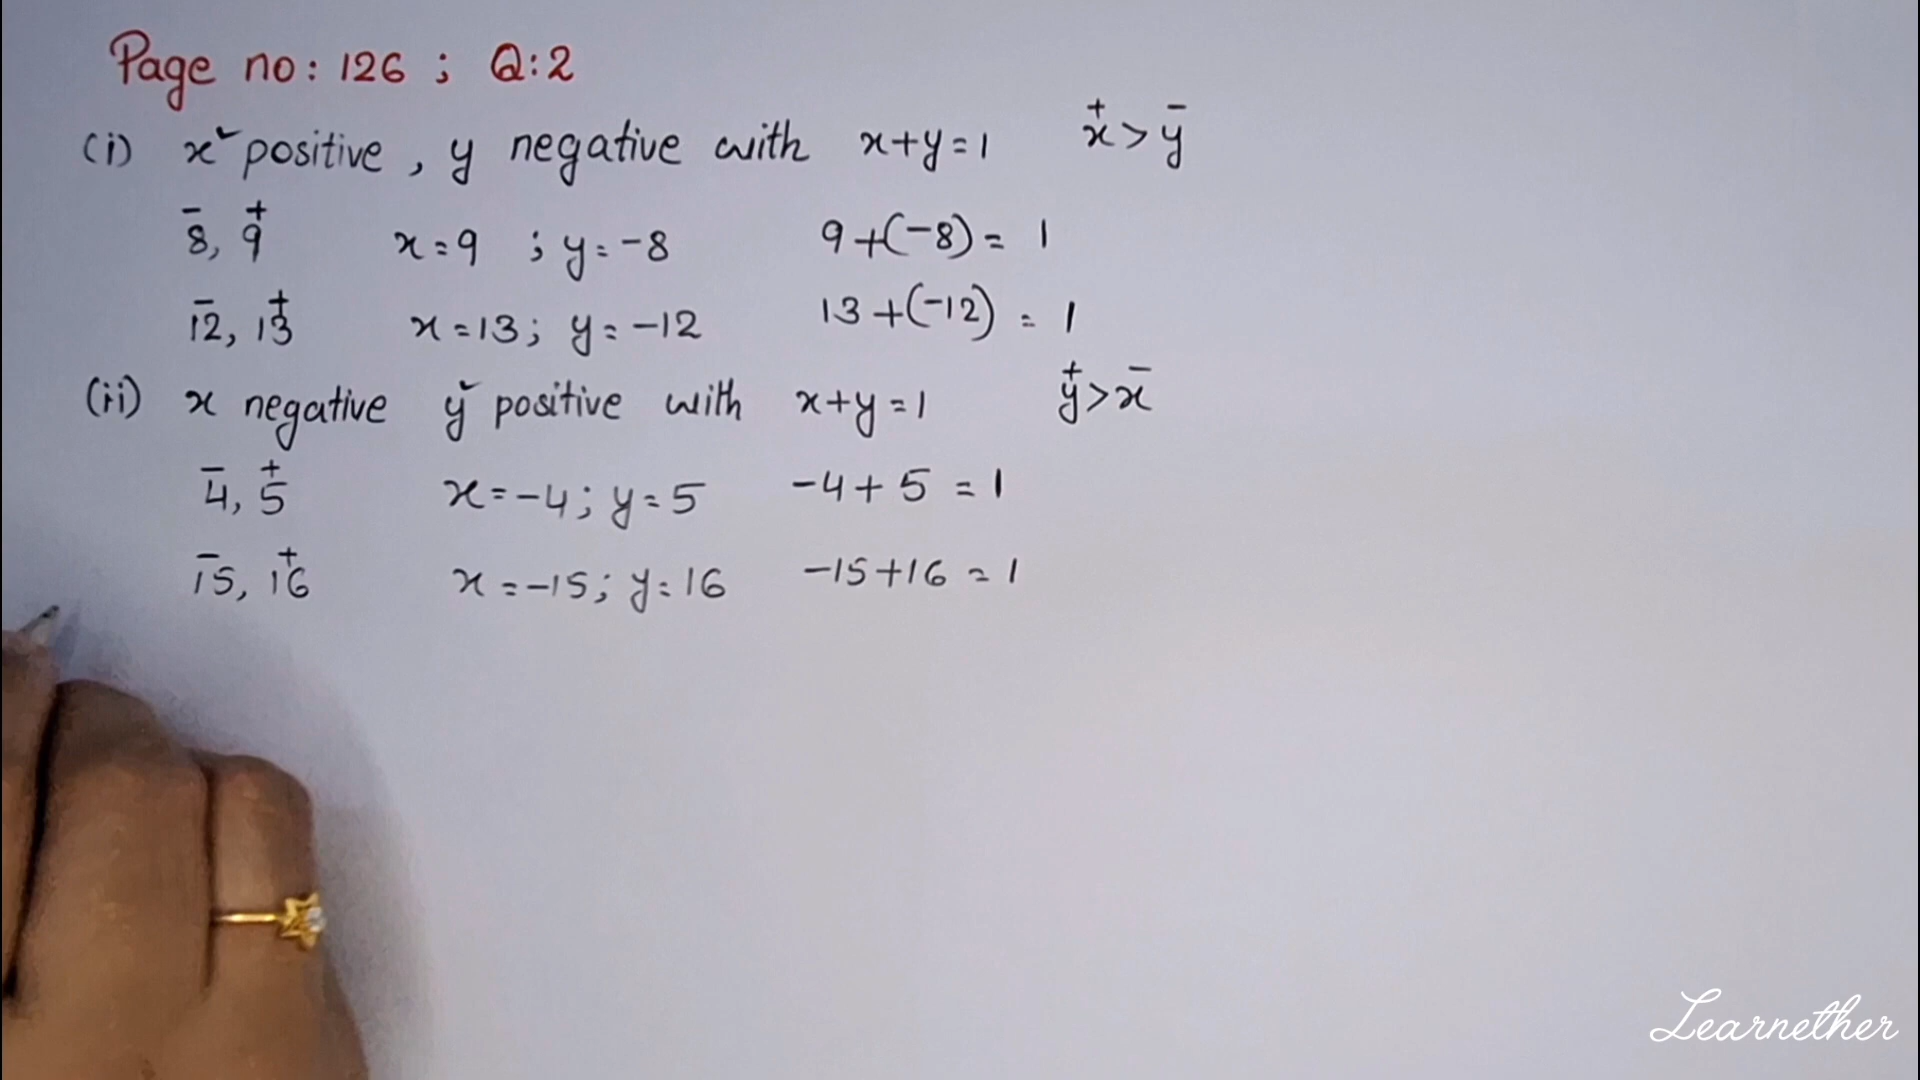 Page no: 126 ; Q:2
(i) x positive, y negative with x+y=1 x⁺ > y⁻
8⁻, 9⁺ x=9 ; y=-8 9+(-8)= 1
12⁻, 13⁺ x=13; y=-12 13+(-12) = 1
(ii) x negative y positive with x+y=1 y⁺ > x⁻
4⁻, 5⁺ x=-4; y=5 -4+5 =1
15⁻, 16⁺ x=-15; y=16 -15+16 =1
Learnether